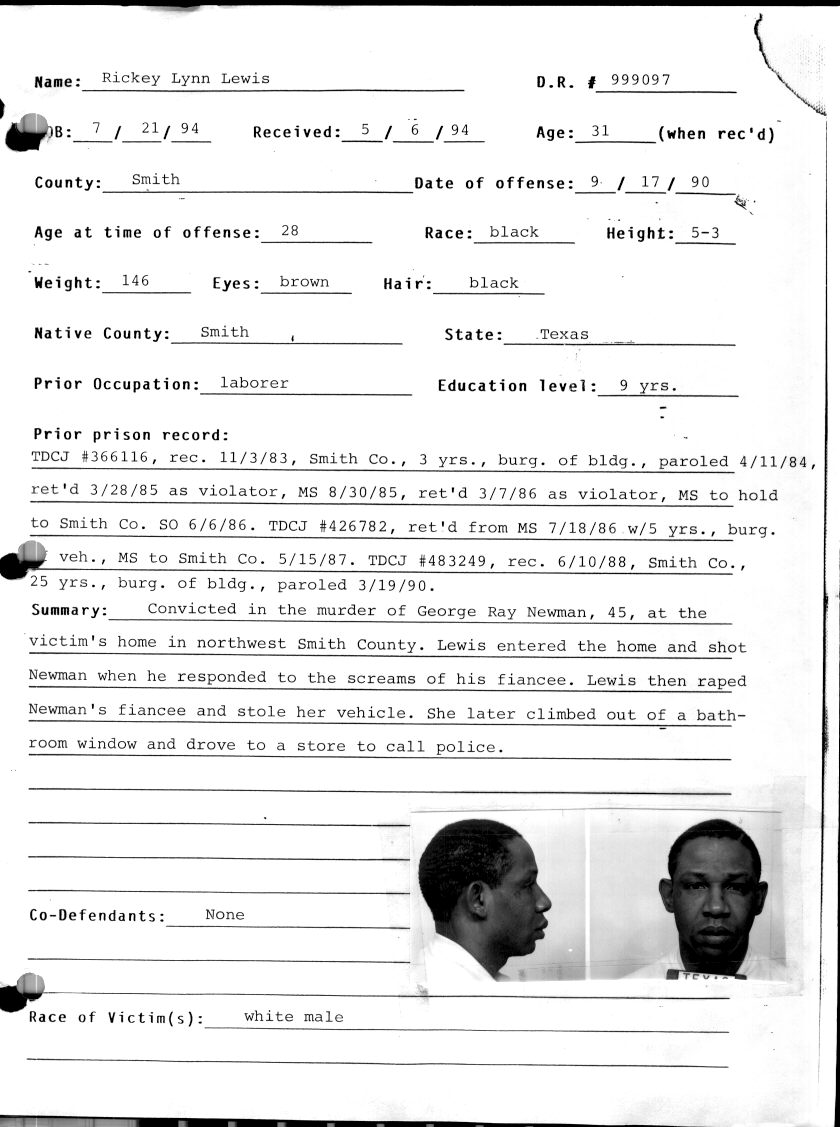 Name: Rickey Lynn Lewis D.R. # 999097
OB: 7 / 21/ 94 Received: 5 / 6 / 94 Age: 31 (when rec'd)
County: Smith Date of offense: 9 / 17 / 90
Age at time of offense: 28 Race: black Height: 5-3
Weight: 146 Eyes: brown Hair: black
Native County: Smith State: Texas
Prior Occupation: laborer Education level: 9 yrs.
Prior prison record:
TDCJ #366116, rec. 11/3/83, Smith Co., 3 yrs., burg. of bldg., paroled 4/11/84,
ret'd 3/28/85 as violator, MS 8/30/85, ret'd 3/7/86 as violator, MS to hold
to Smith Co. SO 6/6/86. TDCJ #426782, ret'd from MS 7/18/86 w/5 yrs., burg.
veh., MS to Smith Co. 5/15/87. TDCJ #483249, rec. 6/10/88, Smith Co.,
25 yrs., burg. of bldg., paroled 3/19/90.
Summary: Convicted in the murder of George Ray Newman, 45, at the
victim's home in northwest Smith County. Lewis entered the home and shot
Newman when he responded to the screams of his fiancee. Lewis then raped
Newman's fiancee and stole her vehicle. She later climbed out of a bath-
room window and drove to a store to call police.
Co-Defendants: None
TEXAS
Race of Victim(s): white male